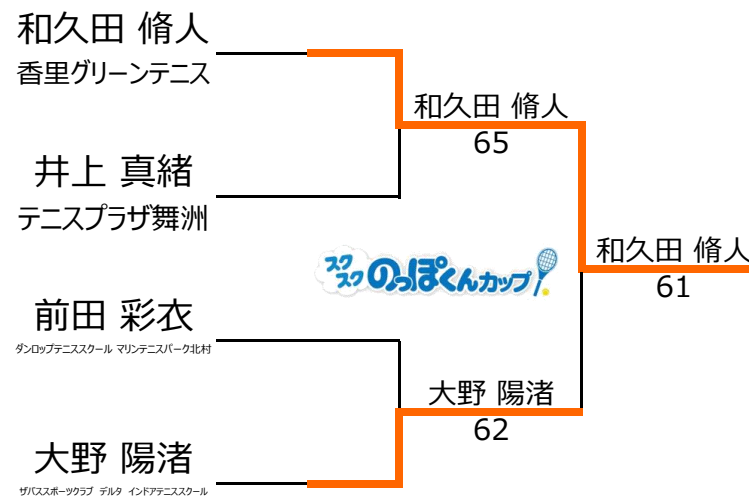 和久田 脩人
香里グリーンテニス
井上 真緒
テニスプラザ舞洲
前田 彩衣
ダンロップテニススクール マリンテニスパーク北村
大野 陽渚
ザバススポーツクラブ デルタ インドアテニススクール
和久田 脩人
65
スクスクのっぽくんカップ
大野 陽渚
62
和久田 脩人
61